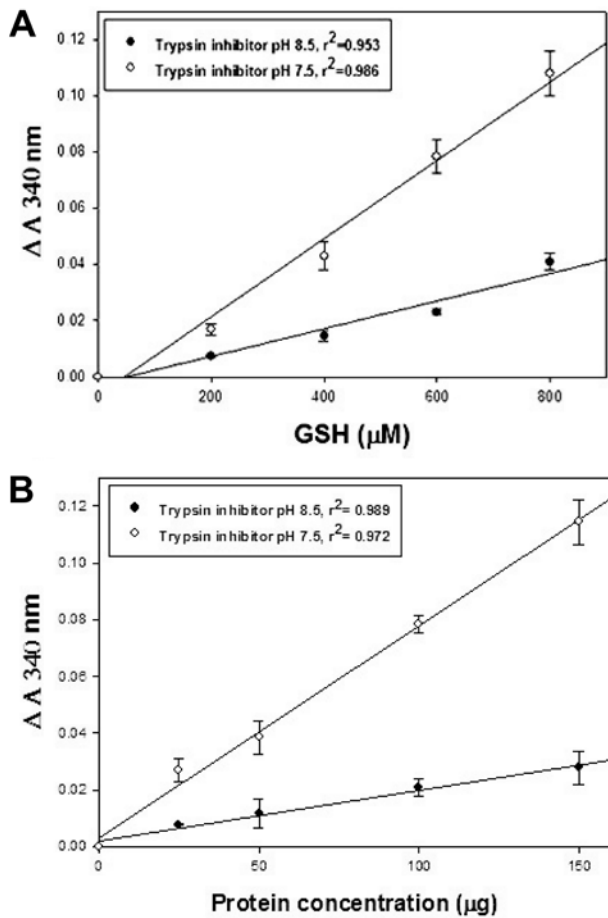 A
Trypsin inhibitor pH 8.5, r2=0.953
Trypsin inhibitor pH 7.5, r2=0.986
0.12
0.10
0.08
0.06
0.04
0.02
0.00
Δ Λ 340 nm
200 400 600 800
GSH (µM)
B
Trypsin inhibitor pH 8.5, r2= 0.989
Trypsin inhibitor pH 7.5, r2= 0.972
0.12
0.10
0.08
0.06
0.04
0.02
0.00
Δ Λ 340 nm
0 50 100 150
Protein concentration (µg)